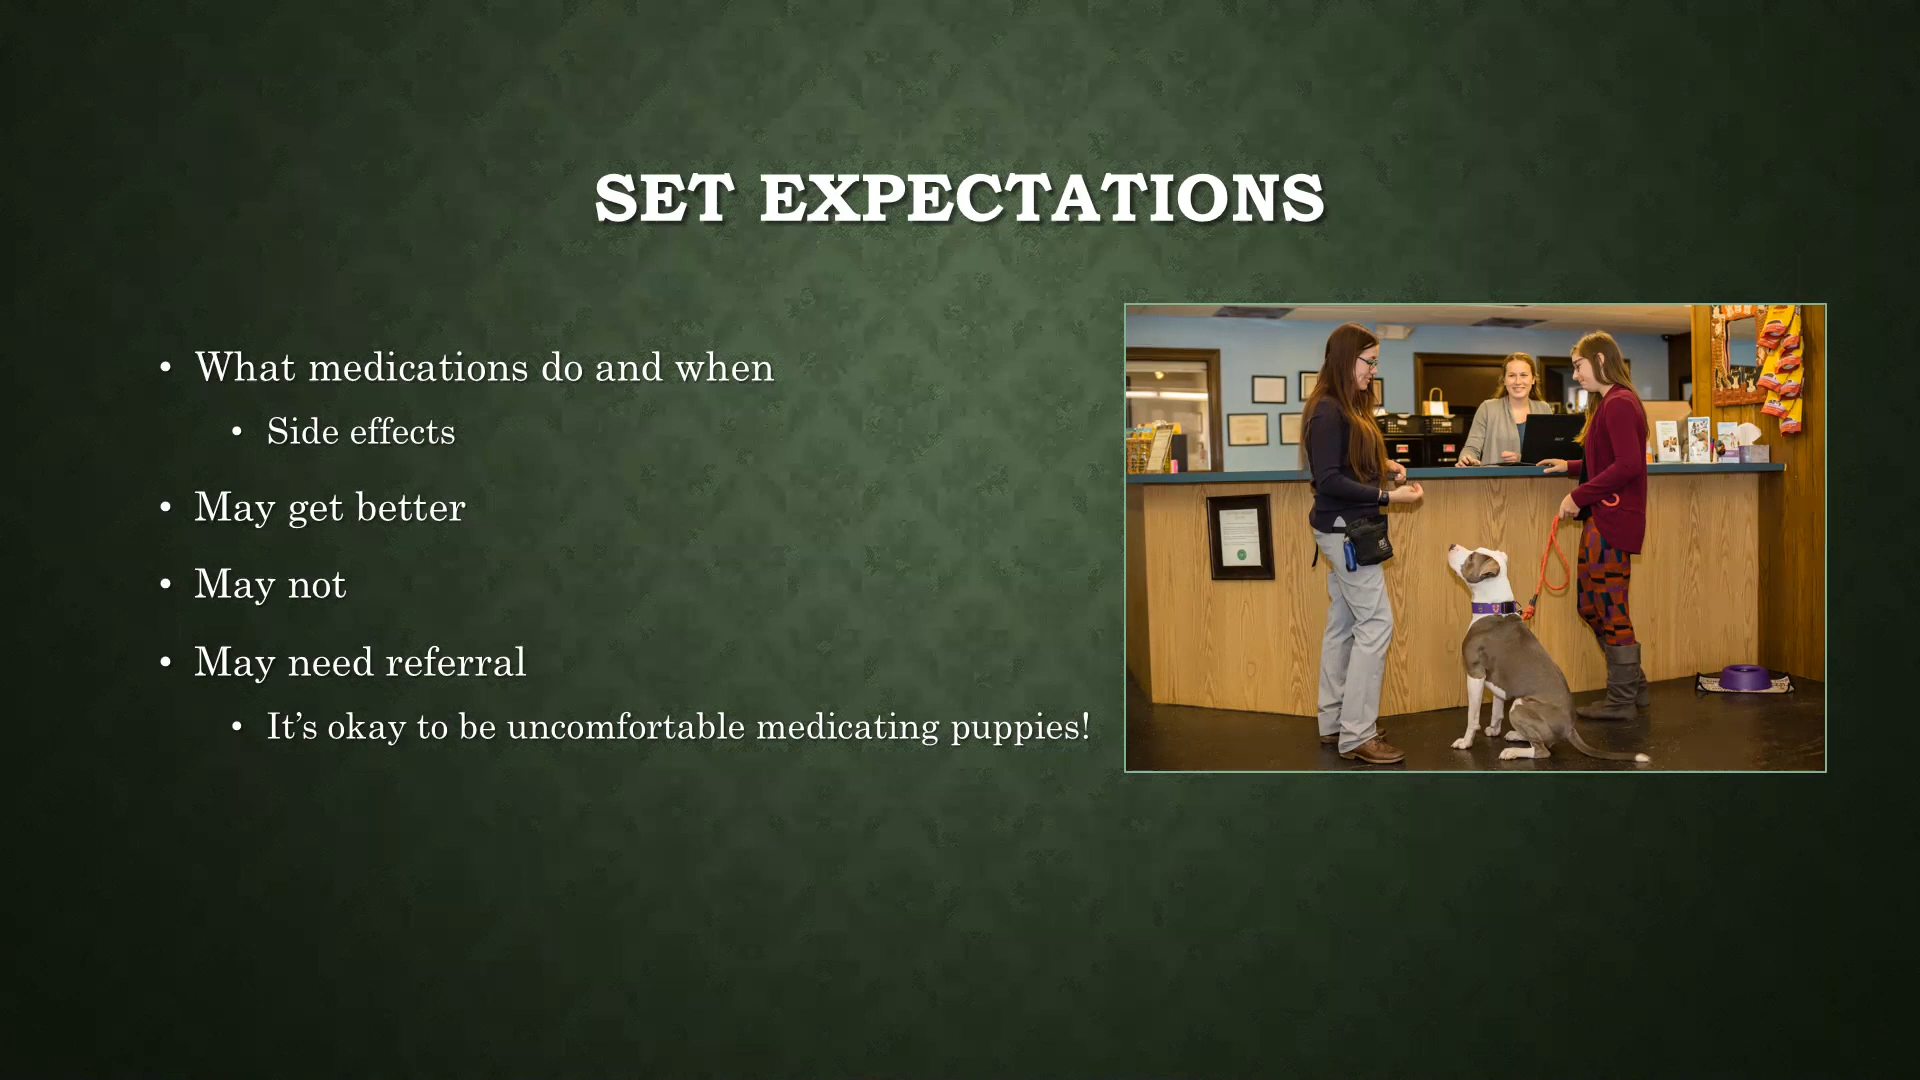 SET EXPECTATIONS
• What medications do and when
• Side effects
• May get better
• May not
• May need referral
• It’s okay to be uncomfortable medicating puppies!